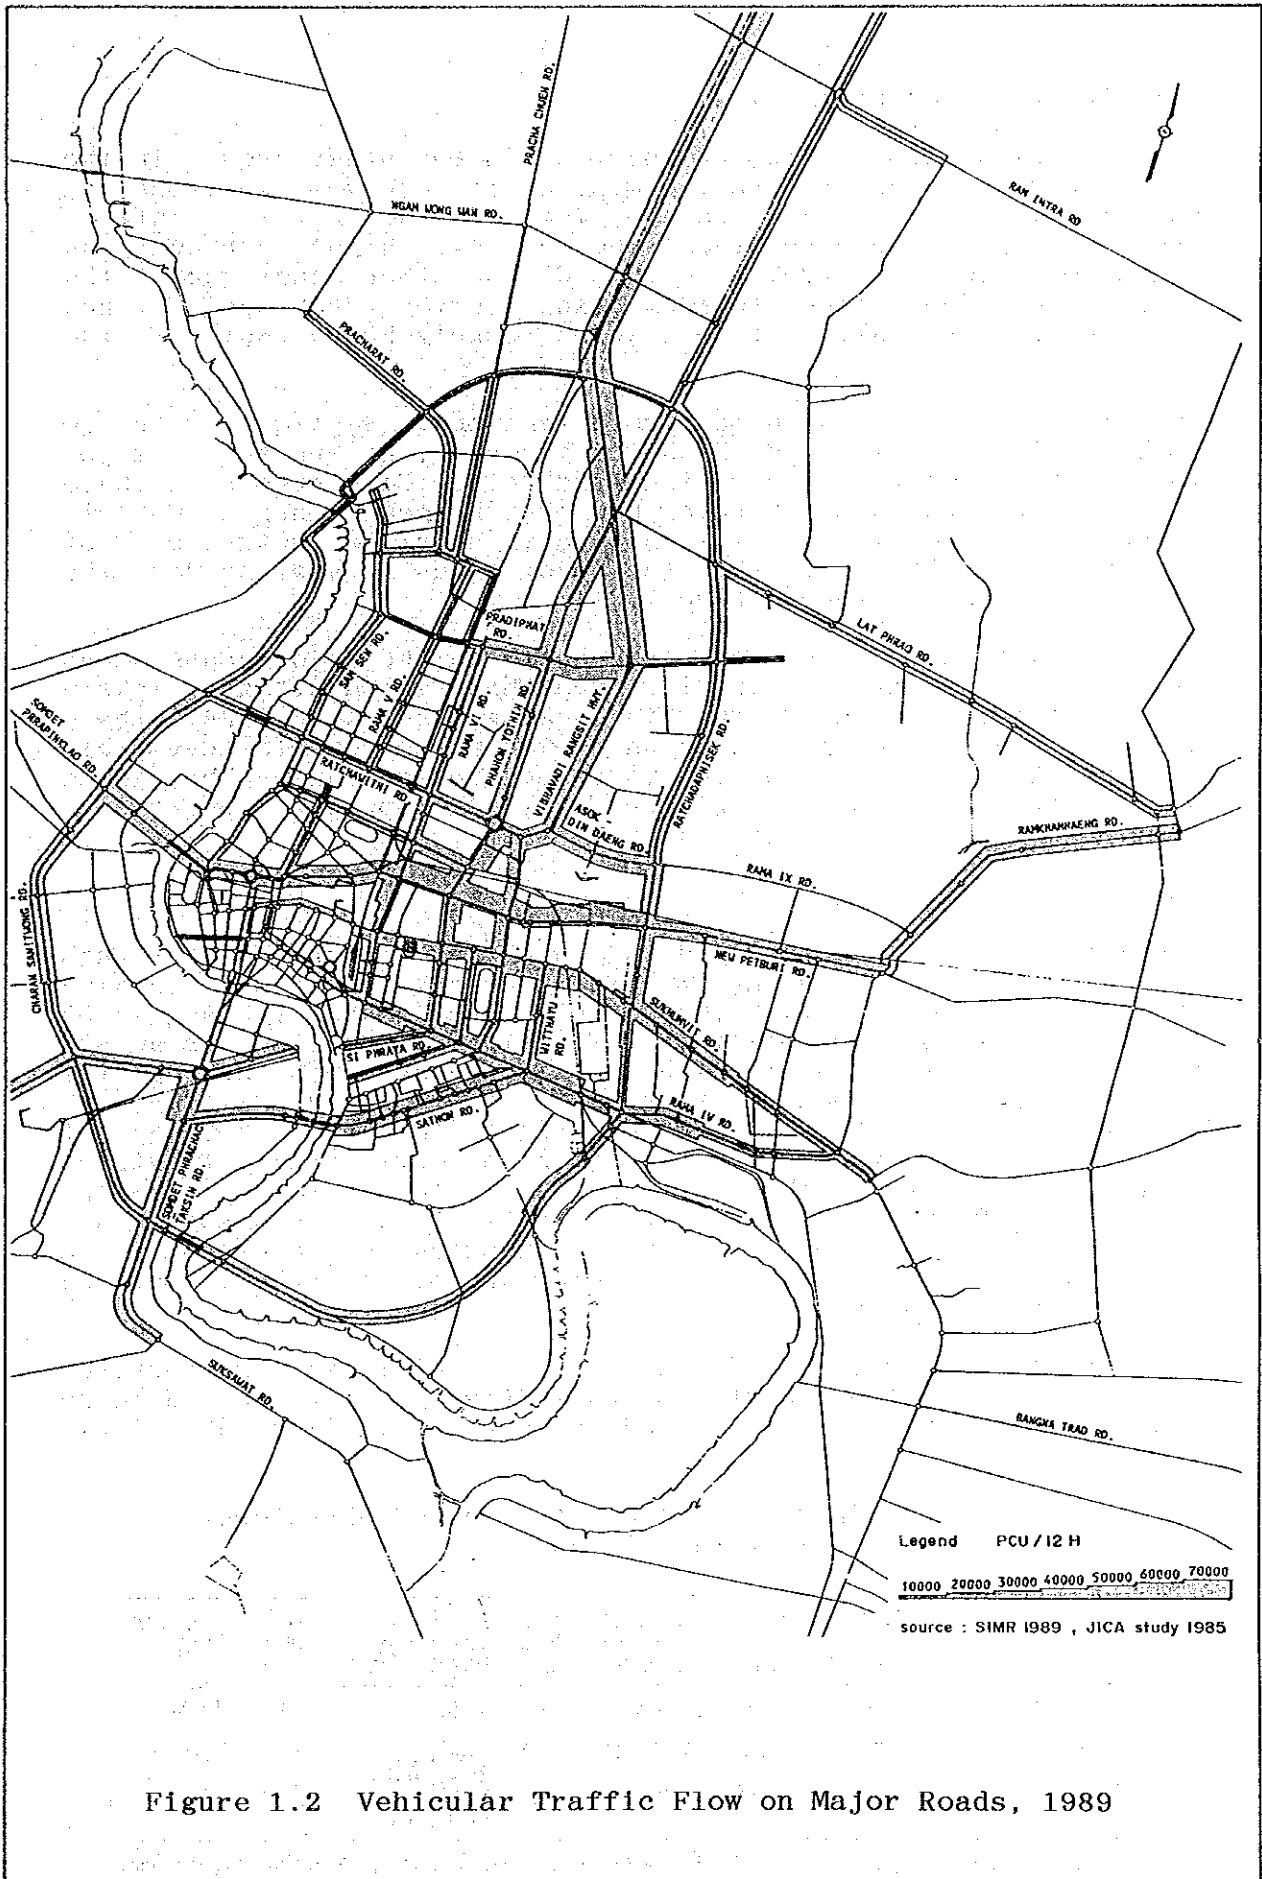 PRACHA CHUEN RD.
RAM INTRA RD
NGAM WONG WAN RD.
PRACHARAT RD.
LAT PHRAO RD.
PRADIPHAT
RD.
SAM SEN RD.
RAMA V RD.
RAMA VI RD.
PHAHON YOTHIN RD.
VIBHAVADI RANGSIT HWY.
RATCHADAPHISEK RD.
SOMDET
PHRAPINKLAO RD.
RATCHAWITHI RD.
ASOK -
DIN DAENG RD.
RAMKHAMHAENG RD.
RAMA IX RD.
CHARAN SANITWONG RD.
NEW PETBURI RD.
SUKHUMVIT RD.
WITTHAYU
RD.
SI PHRAYA RD.
SATHON RD.
RAMA IV RD.
SOMDET PHRACHAO
TAKSIN RD.
SUKSAWAT RD.
BANGNA TRAD RD.
Legend PCU / 12 H
10000 20000 30000 40000 50000 60000 70000
source : SIMR 1989 , JICA study 1985
Figure 1.2 Vehicular Traffic Flow on Major Roads, 1989